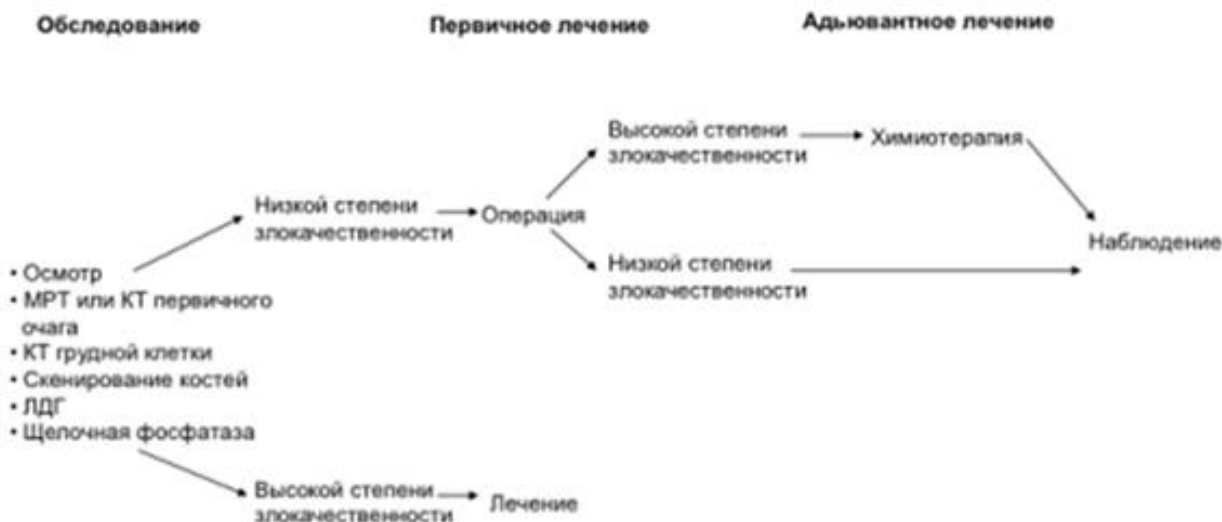 Обследование
Первичное лечение
Адьювантное лечение
Высокой степени
злокачественности
Химиотерапия
Низкой степени
злокачественности
Операция
Наблюдение
Низкой степени
злокачественности
• Осмотр
• МРТ или КТ первичного
очага
• КТ грудной клетки
• Скенирование костей
• ЛДГ
• Щелочная фосфатаза
Высокой степени
злокачественности
Лечение